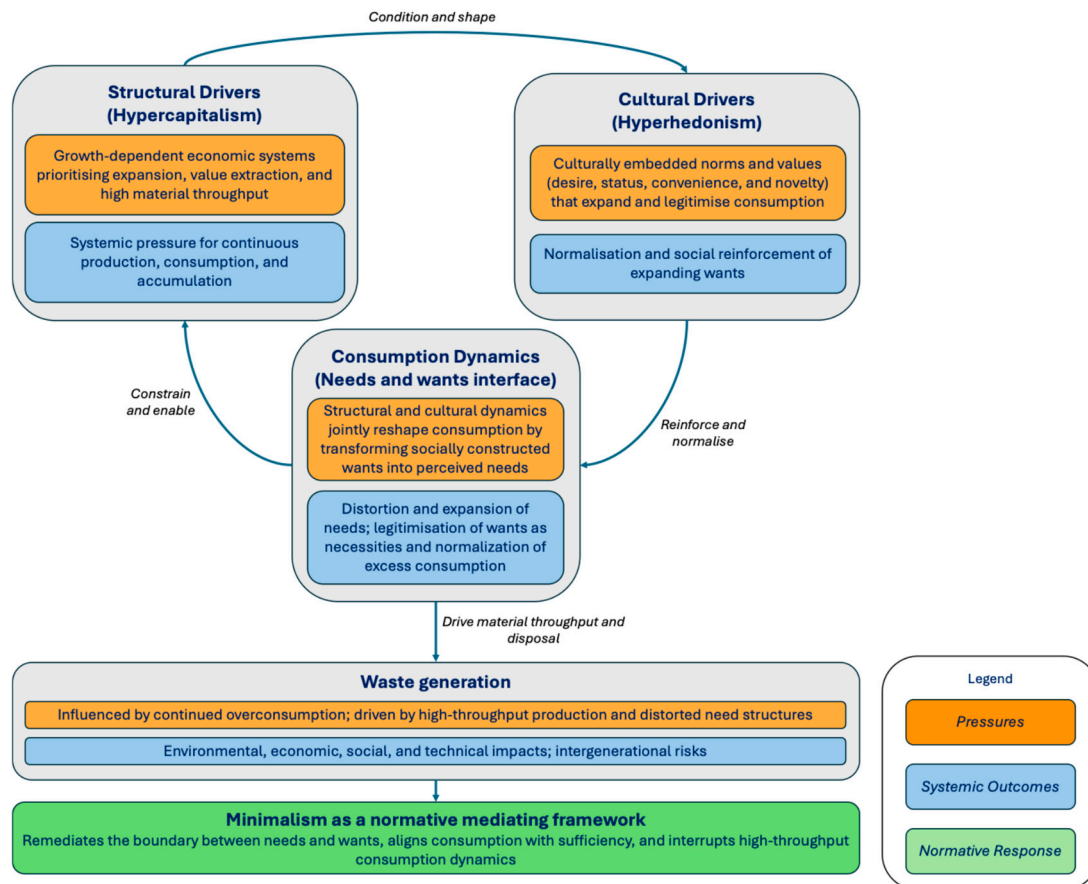 Condition and shape
Structural Drivers
(Hypercapitalism)
Growth-dependent economic systems
prioritising expansion, value extraction, and
high material throughput
Systemic pressure for continuous
production, consumption, and
accumulation
Cultural Drivers
(Hyperhedonism)
Culturally embedded norms and values
(desire, status, convenience, and novelty)
that expand and legitimise consumption
Normalisation and social reinforcement of
expanding wants
Constrain
and enable
Consumption Dynamics
(Needs and wants interface)
Structural and cultural dynamics
jointly reshape consumption by
transforming socially constructed
wants into perceived needs
Distortion and expansion of
needs; legitimisation of wants as
necessities and normalization of
excess consumption
Reinforce and
normalise
Drive material throughput and
disposal
Waste generation
Influenced by continued overconsumption; driven by high-throughput production and distorted need structures
Environmental, economic, social, and technical impacts; intergenerational risks
Minimalism as a normative mediating framework
Remediates the boundary between needs and wants, aligns consumption with sufficiency, and interrupts high-throughput
consumption dynamics
Legend
Pressures
Systemic Outcomes
Normative Response